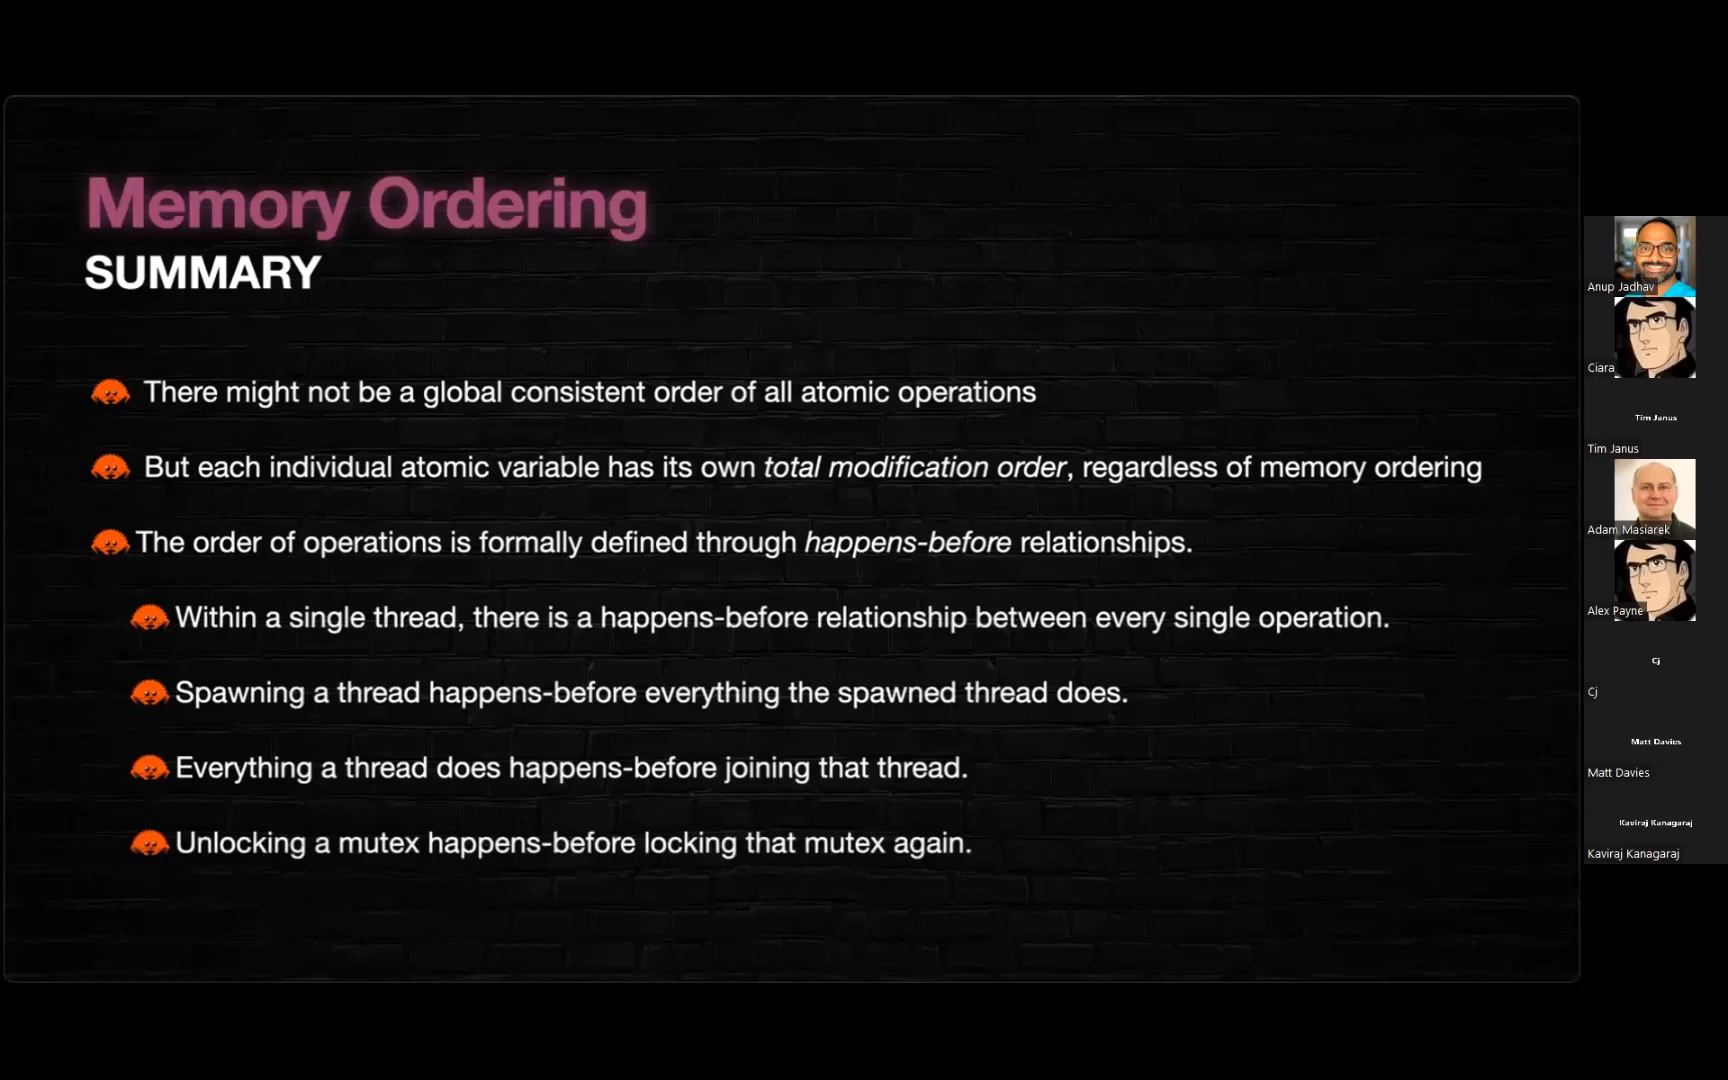 Memory Ordering
SUMMARY
There might not be a global consistent order of all atomic operations
But each individual atomic variable has its own total modification order, regardless of memory ordering
The order of operations is formally defined through happens-before relationships.
Within a single thread, there is a happens-before relationship between every single operation.
Spawning a thread happens-before everything the spawned thread does.
Everything a thread does happens-before joining that thread.
Unlocking a mutex happens-before locking that mutex again.
Anup Jadhav
Ciara
Tim Janus
Tim Janus
Adam Masiarek
Alex Payne
Cj
Cj
Matt Davies
Matt Davies
Kaviraj Kanagaraj
Kaviraj Kanagaraj